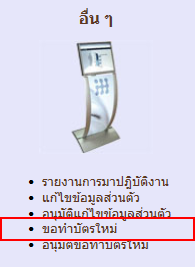 อื่น ๆ
รายงานการมาปฏิบัติงาน
แก้ไขข้อมูลส่วนตัว
อนุมัติแก้ไขข้อมูลส่วนตัว
ขอทำบัตรใหม่
อนุมัติขอทำบัตรใหม่